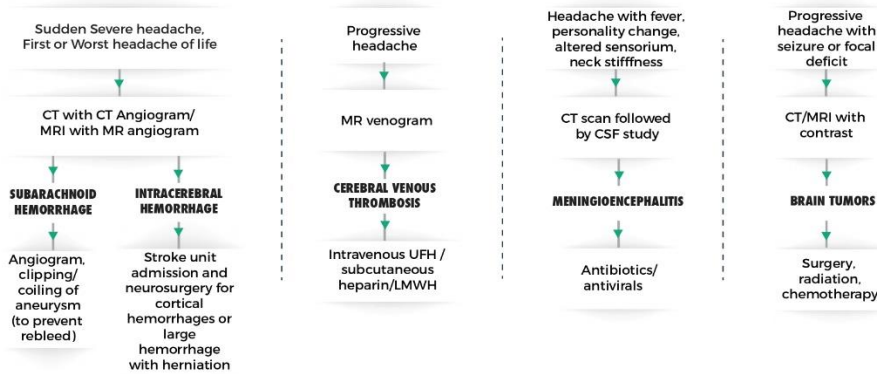 Sudden Severe headache,
First or Worst headache of life
CT with CT Angiogram/
MRI with MR angiogram
SUBARACHNOID
HEMORRHAGE
Angiogram,
clipping/
coiling of
aneurysm
(to prevent
rebleed)
INTRACEREBRAL
HEMORRHAGE
Stroke unit
admission and
neurosurgery for
cortical
hemorrhages or
large
hemorrhage
with herniation
Progressive
headache
MR venogram
CEREBRAL VENOUS
THROMBOSIS
Intravenous UFH /
subcutaneous
heparin/LMWH
Headache with fever,
personality change,
altered sensorium,
neck stifffness
CT scan followed
by CSF study
MENINGIOENCEPHALITIS
Antibiotics/
antivirals
Progressive
headache with
seizure or focal
deficit
CT/MRI with
contrast
BRAIN TUMORS
Surgery,
radiation,
chemotherapy